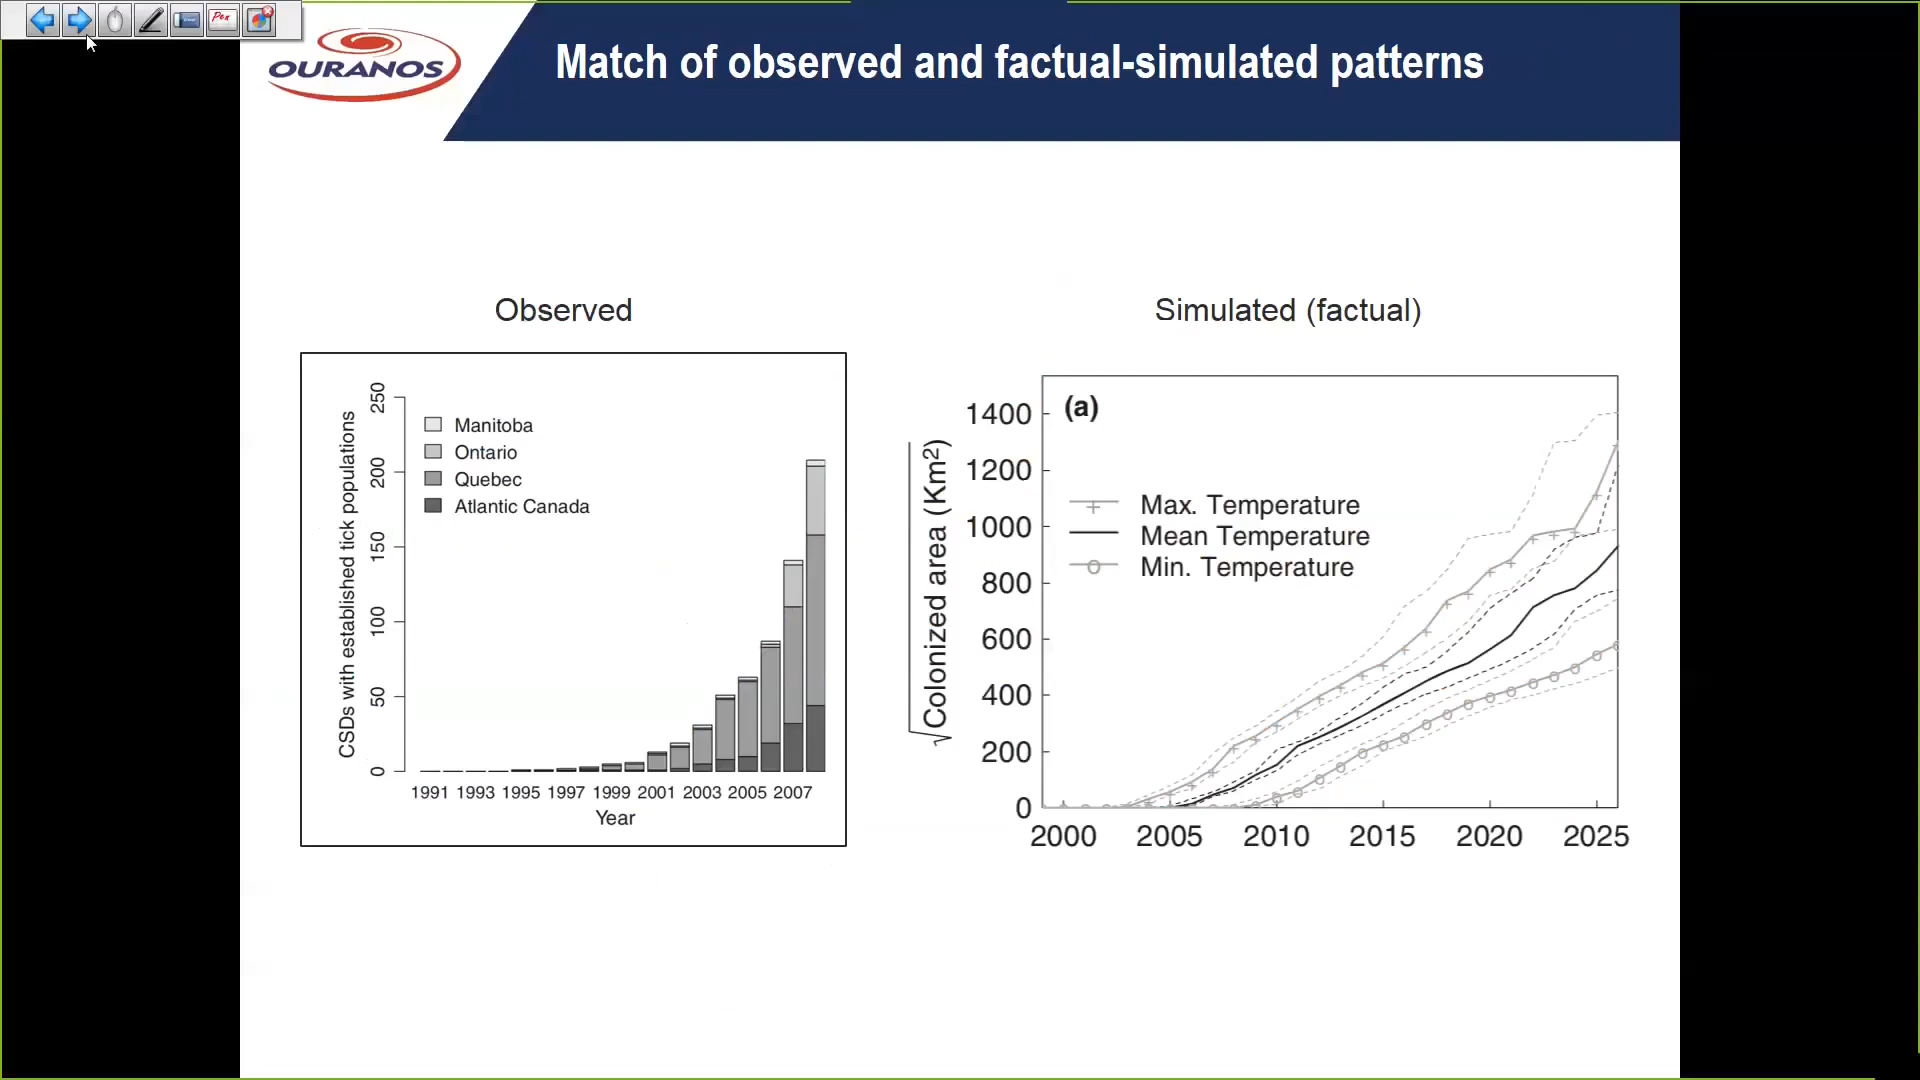 Pen
OURANOS
Match of observed and factual-simulated patterns
Observed
CSDs with established tick populations
250
200
150
100
50
0
Manitoba
Ontario
Quebec
Atlantic Canada
1991 1993 1995 1997 1999 2001 2003 2005 2007
Year
Simulated (factual)
√Colonized area (Km²)
(a)
1400
1200
1000
800
600
400
200
0
Max. Temperature
Mean Temperature
Min. Temperature
2000 2005 2010 2015 2020 2025